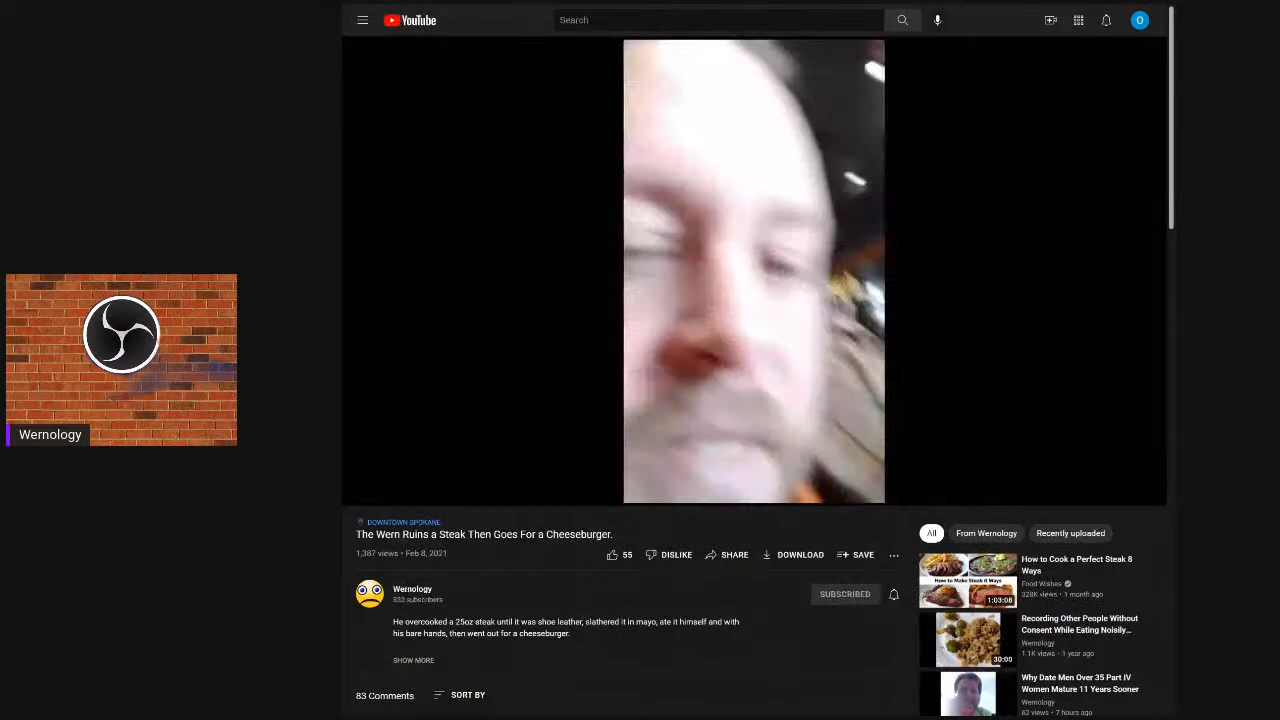 YouTube
Search
O
Wernology
DOWNTOWN SPOKANE
The Wern Ruins a Steak Then Goes For a Cheeseburger.
1,387 views • Feb 8, 2021
55
DISLIKE
SHARE
DOWNLOAD
SAVE
Wernology
833 subscribers
SUBSCRIBED
He overcooked a 25oz steak until it was shoe leather, slathered it in mayo, ate it himself and with
his bare hands, then went out for a cheeseburger.
SHOW MORE
83 Comments
SORT BY
All
From Wernology
Recently uploaded
How to Make Steak 8 Ways
1:03:08
How to Cook a Perfect Steak 8
Ways
Food Wishes
328K views • 1 month ago
30:00
Recording Other People Without
Consent While Eating Noisily...
Wernology
1.1K views • 1 year ago
Why Date Men Over 35 Part IV
Women Mature 11 Years Sooner
Wernology
62 views • 7 hours ago